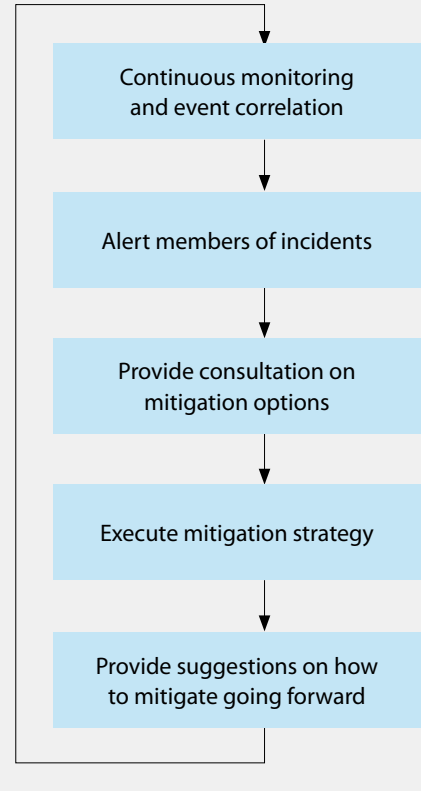 Continuous monitoring
and event correlation
Alert members of incidents
Provide consultation on
mitigation options
Execute mitigation strategy
Provide suggestions on how
to mitigate going forward